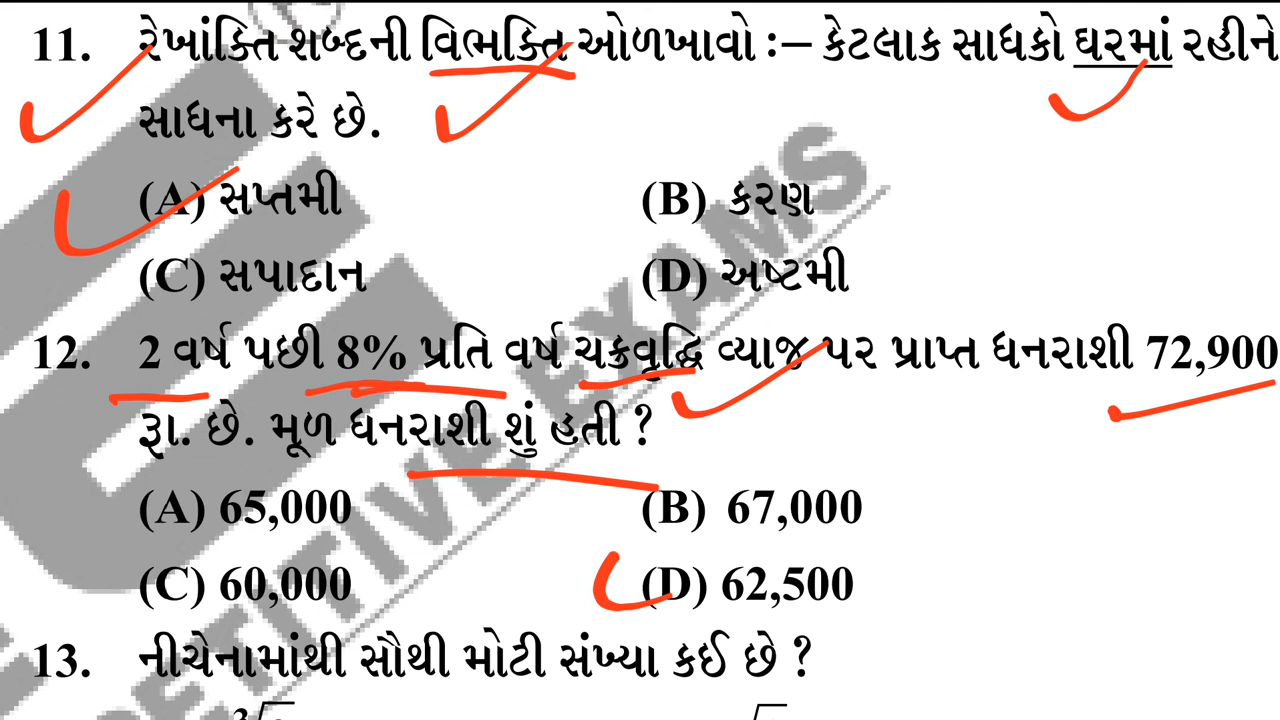 11. રેખાંક્તિ શબ્દની વિભક્તિ ઓળખાવો :– કેટલાક સાધકો ઘરમાં રહીને
સાધના કરે છે.
(A) સપ્તમી (B) કરણ
(C) સપાદાન (D) અષ્ટમી
12. 2 વર્ષ પછી 8% પ્રતિ વર્ષ ચક્રવૃદ્ધિ વ્યાજ પર પ્રાપ્ત ધનરાશી 72,900
રૂા. છે. મૂળ ધનરાશી શું હતી ?
(A) 65,000 (B) 67,000
(C) 60,000 (D) 62,500
13. નીચેનામાંથી સૌથી મોટી સંખ્યા કઈ છે ?
ETITIVE EXAMS